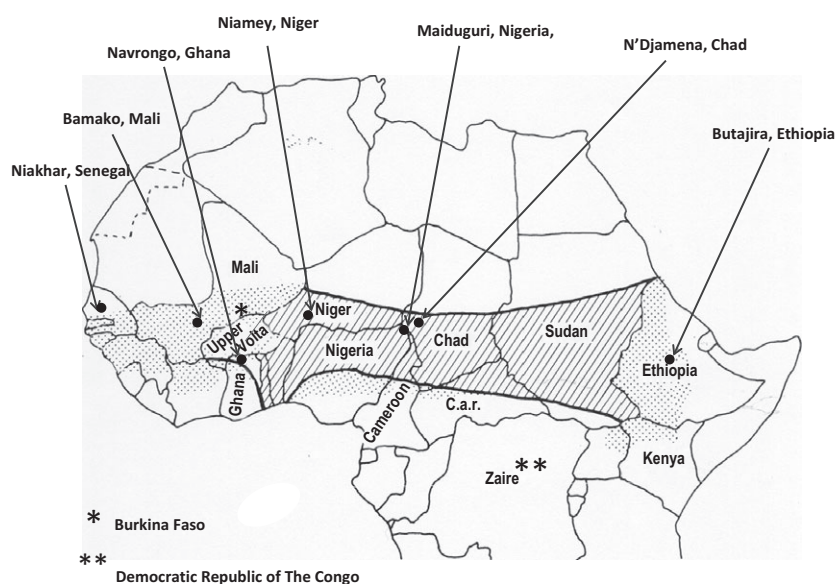 Niamey, Niger
Maiduguri, Nigeria,
Navrongo, Ghana
N'Djamena, Chad
Bamako, Mali
Butajira, Ethiopia
Niakhar, Senegal
Mali
*
Niger
Upper
Volta
Nigeria
Chad
Sudan
Ethiopia
Ghana
Cameroon
C.a.r.
Zaire**
Kenya
* Burkina Faso
** Democratic Republic of The Congo